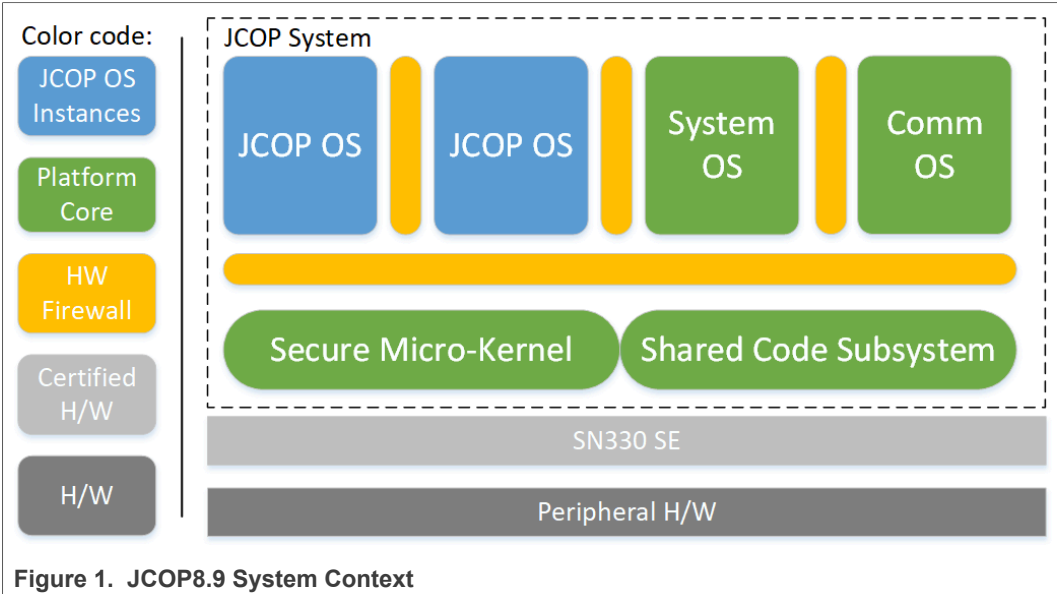 Color code:
JCOP OS
Instances
Platform
Core
HW
Firewall
Certified
H/W
H/W
JCOP System
JCOP OS
JCOP OS
System
OS
Comm
OS
Secure Micro-Kernel
Shared Code Subsystem
SN330 SE
Peripheral H/W
Figure 1. JCOP8.9 System Context